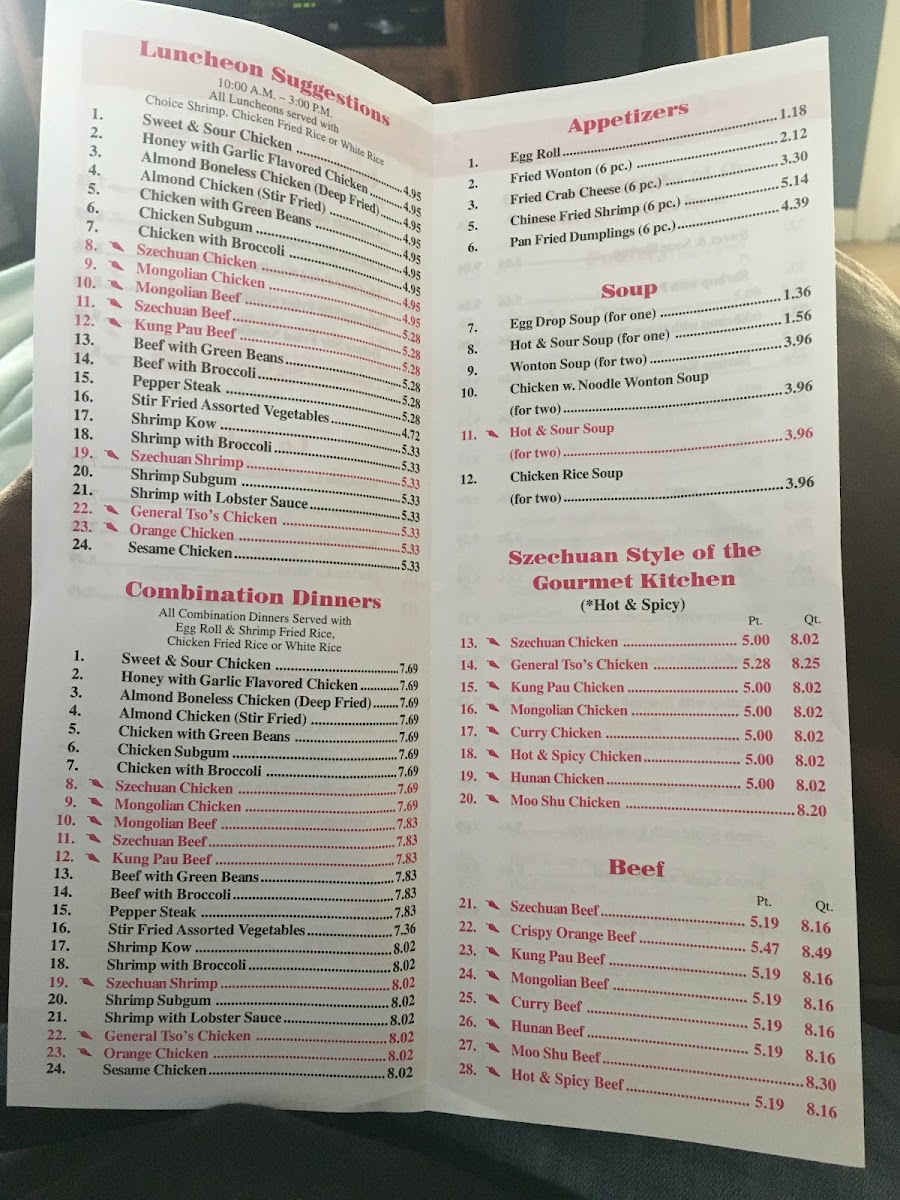 Luncheon Suggestions
10:00 A.M. – 3:00 P.M.
All Luncheons served with
Choice Shrimp, Chicken Fried Rice or White Rice
1. Sweet & Sour Chicken ........ 4.95
2. Honey with Garlic Flavored Chicken ........ 4.95
3. Almond Boneless Chicken (Deep Fried) ........ 4.95
4. Almond Chicken (Stir Fried) ........ 4.95
5. Chicken with Green Beans ........ 4.95
6. Chicken Subgum ........ 4.95
7. Chicken with Broccoli ........ 4.95
8. Szechuan Chicken ........ 4.95
9. Mongolian Chicken ........ 4.95
10. Mongolian Beef ........ 5.28
11. Szechuan Beef ........ 5.28
12. Kung Pau Beef ........ 5.28
13. Beef with Green Beans ........ 5.28
14. Beef with Broccoli ........ 5.28
15. Pepper Steak ........ 5.28
16. Stir Fried Assorted Vegetables ........ 4.72
17. Shrimp Kow ........ 5.33
18. Shrimp with Broccoli ........ 5.33
19. Szechuan Shrimp ........ 5.33
20. Shrimp Subgum ........ 5.33
21. Shrimp with Lobster Sauce ........ 5.33
22. General Tso's Chicken ........ 5.33
23. Orange Chicken ........ 5.33
24. Sesame Chicken ........ 5.33
Combination Dinners
All Combination Dinners Served with
Egg Roll & Shrimp Fried Rice,
Chicken Fried Rice or White Rice
1. Sweet & Sour Chicken ........ 7.69
2. Honey with Garlic Flavored Chicken ........ 7.69
3. Almond Boneless Chicken (Deep Fried) ........ 7.69
4. Almond Chicken (Stir Fried) ........ 7.69
5. Chicken with Green Beans ........ 7.69
6. Chicken Subgum ........ 7.69
7. Chicken with Broccoli ........ 7.69
8. Szechuan Chicken ........ 7.69
9. Mongolian Chicken ........ 7.69
10. Mongolian Beef ........ 7.83
11. Szechuan Beef ........ 7.83
12. Kung Pau Beef ........ 7.83
13. Beef with Green Beans ........ 7.83
14. Beef with Broccoli ........ 7.83
15. Pepper Steak ........ 7.83
16. Stir Fried Assorted Vegetables ........ 7.36
17. Shrimp Kow ........ 8.02
18. Shrimp with Broccoli ........ 8.02
19. Szechuan Shrimp ........ 8.02
20. Shrimp Subgum ........ 8.02
21. Shrimp with Lobster Sauce ........ 8.02
22. General Tso's Chicken ........ 8.02
23. Orange Chicken ........ 8.02
24. Sesame Chicken ........ 8.02
Appetizers
1. Egg Roll ........ 1.18
2. Fried Wonton (6 pc.) ........ 2.12
3. Fried Crab Cheese (6 pc.) ........ 3.30
5. Chinese Fried Shrimp (6 pc.) ........ 5.14
6. Pan Fried Dumplings (6 pc.) ........ 4.39
Soup
7. Egg Drop Soup (for one) ........ 1.36
8. Hot & Sour Soup (for one) ........ 1.56
9. Wonton Soup (for two) ........ 3.96
10. Chicken w. Noodle Wonton Soup
(for two) ........ 3.96
11. Hot & Sour Soup
(for two) ........ 3.96
12. Chicken Rice Soup
(for two) ........ 3.96
Szechuan Style of the
Gourmet Kitchen
(*Hot & Spicy)
Pt. Qt.
13. Szechuan Chicken ........ 5.00 8.02
14. General Tso's Chicken ........ 5.28 8.25
15. Kung Pau Chicken ........ 5.00 8.02
16. Mongolian Chicken ........ 5.00 8.02
17. Curry Chicken ........ 5.00 8.02
18. Hot & Spicy Chicken ........ 5.00 8.02
19. Hunan Chicken ........ 5.00 8.02
20. Moo Shu Chicken ........ 8.20
Beef
Pt. Qt.
21. Szechuan Beef ........ 5.19 8.16
22. Crispy Orange Beef ........ 5.47 8.49
23. Kung Pau Beef ........ 5.19 8.16
24. Mongolian Beef ........ 5.19 8.16
25. Curry Beef ........ 5.19 8.16
26. Hunan Beef ........ 5.19 8.16
27. Moo Shu Beef ........ 8.30
28. Hot & Spicy Beef ........ 5.19 8.16